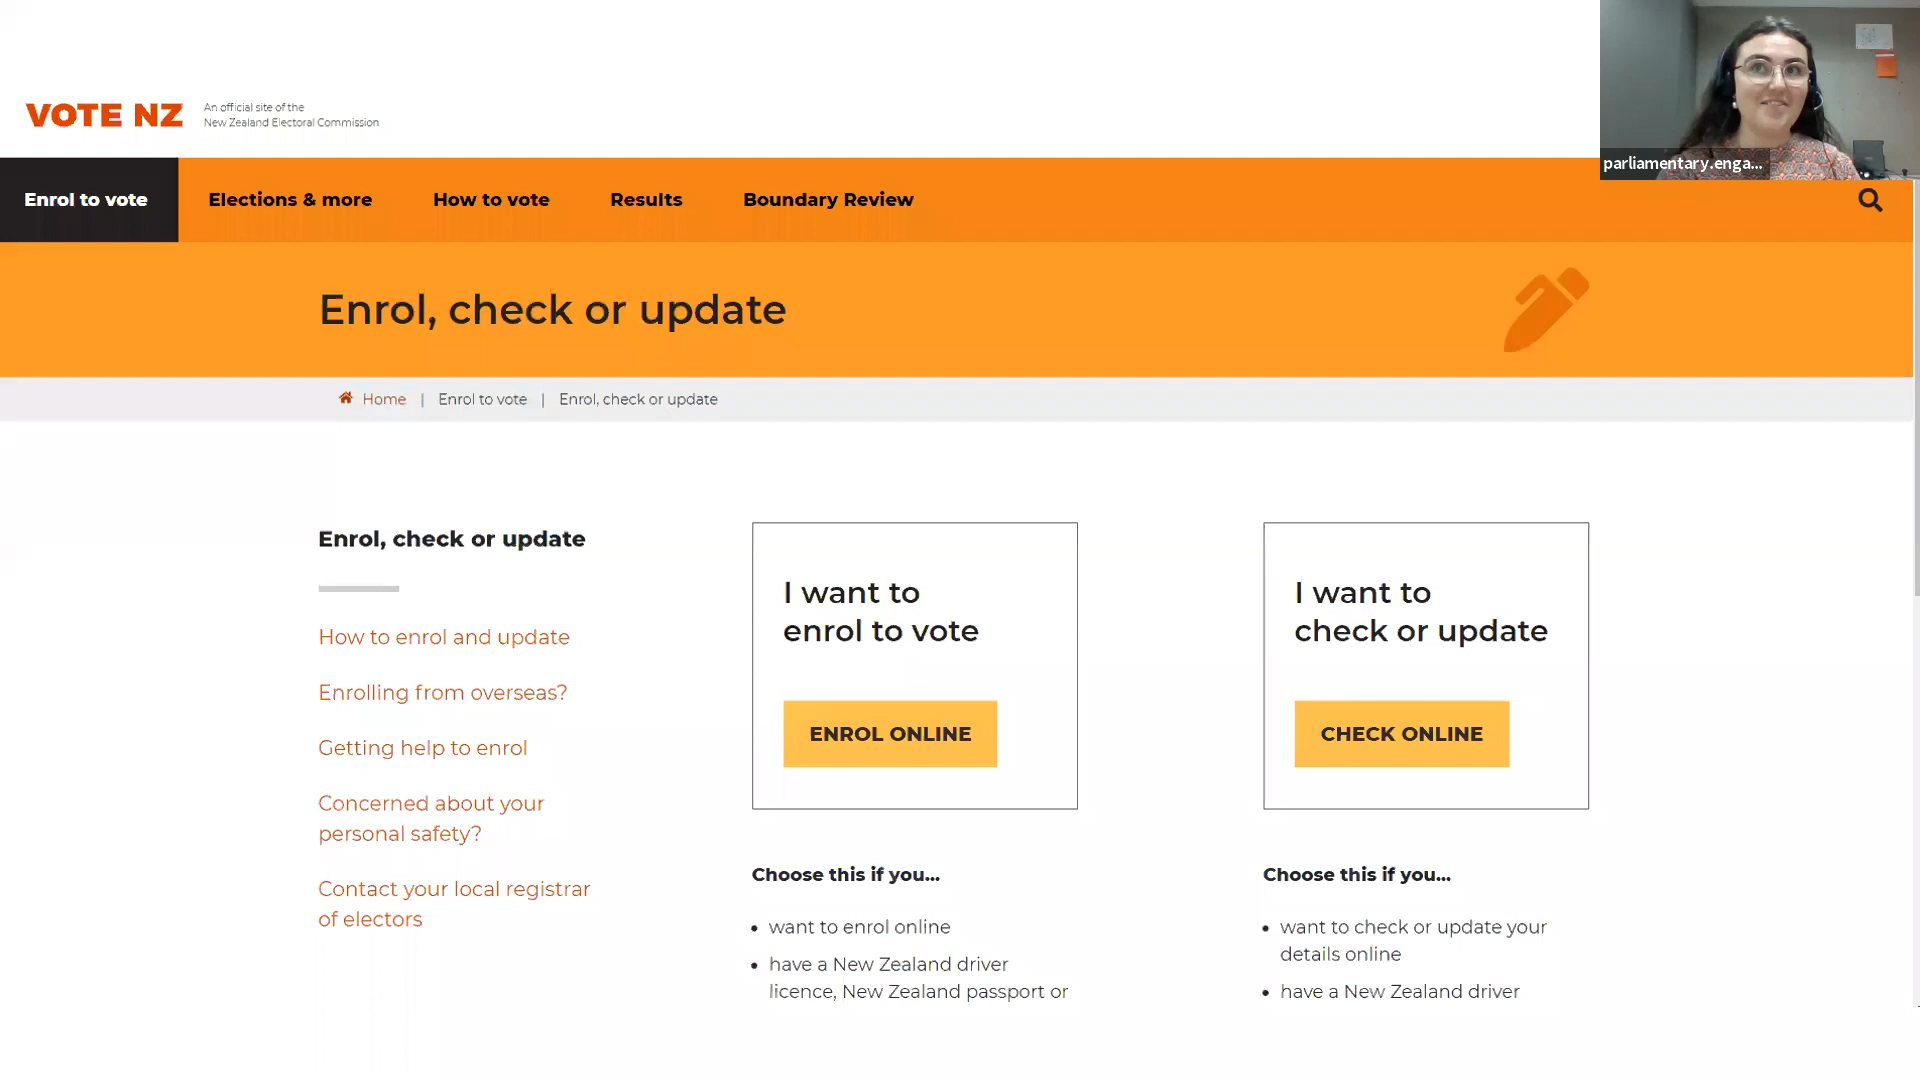 VOTE NZ
An official site of the
New Zealand Electoral Commission
parliamentary.enga...
Enrol to vote
Elections & more
How to vote
Results
Boundary Review
Enrol, check or update
Home | Enrol to vote | Enrol, check or update
Enrol, check or update
How to enrol and update
Enrolling from overseas?
Getting help to enrol
Concerned about your
personal safety?
Contact your local registrar
of electors
I want to
enrol to vote
ENROL ONLINE
Choose this if you...
• want to enrol online
• have a New Zealand driver
licence, New Zealand passport or
I want to
check or update
CHECK ONLINE
Choose this if you...
• want to check or update your
details online
• have a New Zealand driver